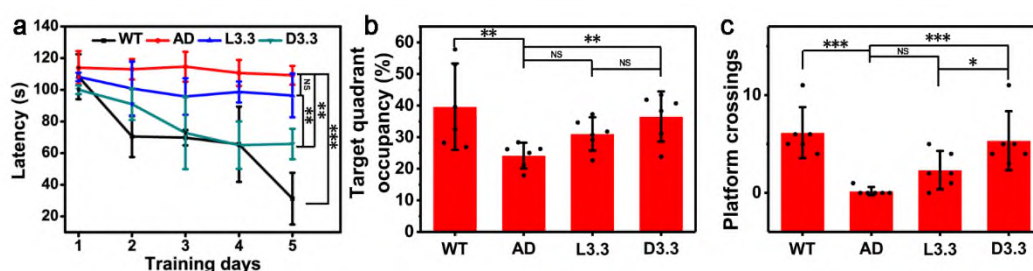 a
WT AD L3.3 D3.3
Latency (s)
140
120
100
80
60
40
20
1 2 3 4 5
Training days
NS
**
**
***
b
Target quadrant
occupancy (%)
60
50
40
30
20
10
0
** **
NS NS
WT AD L3.3 D3.3
c
Platform crossings
10
0
*** ***
NS
*
WT AD L3.3 D3.3